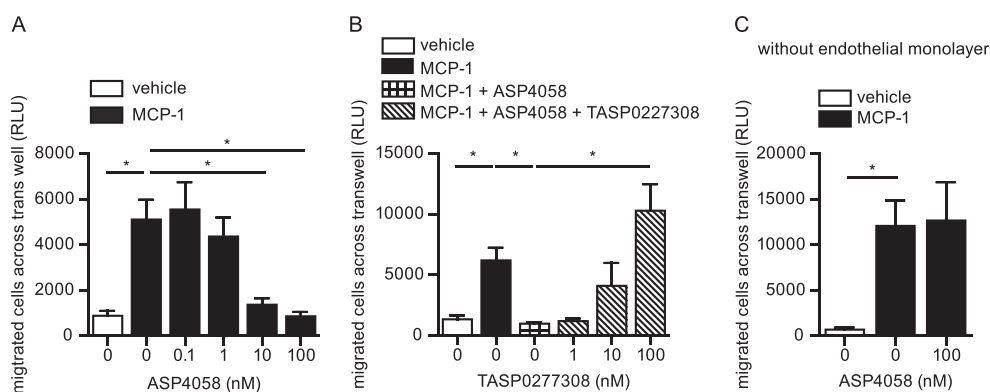 A
vehicle
MCP-1
migrated cells across trans well (RLU)
8000
6000
4000
2000
0
*
*
*
0 0 0.1 1 10 100
ASP4058 (nM)
B
vehicle
MCP-1
MCP-1 + ASP4058
MCP-1 + ASP4058 + TASP0227308
migrated cells across transwell (RLU)
15000
10000
5000
0
* * *
0 0 0 1 10 100
TASP0277308 (nM)
C
without endothelial monolayer
vehicle
MCP-1
migrated cells across transwell (RLU)
20000
15000
10000
5000
0
*
0 0 100
ASP4058 (nM)